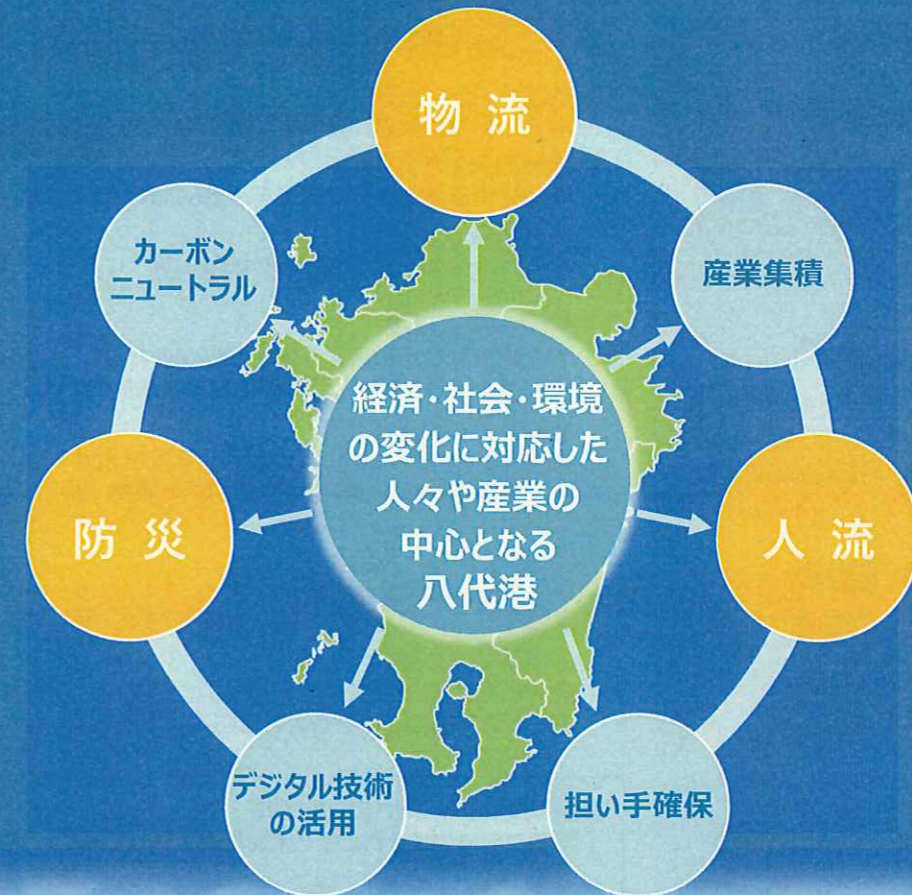 物流
カーボン
ニュートラル
産業集積
経済・社会・環境
の変化に対応した
人々や産業の
中心となる
八代港
防災
人流
デジタル技術
の活用
担い手確保